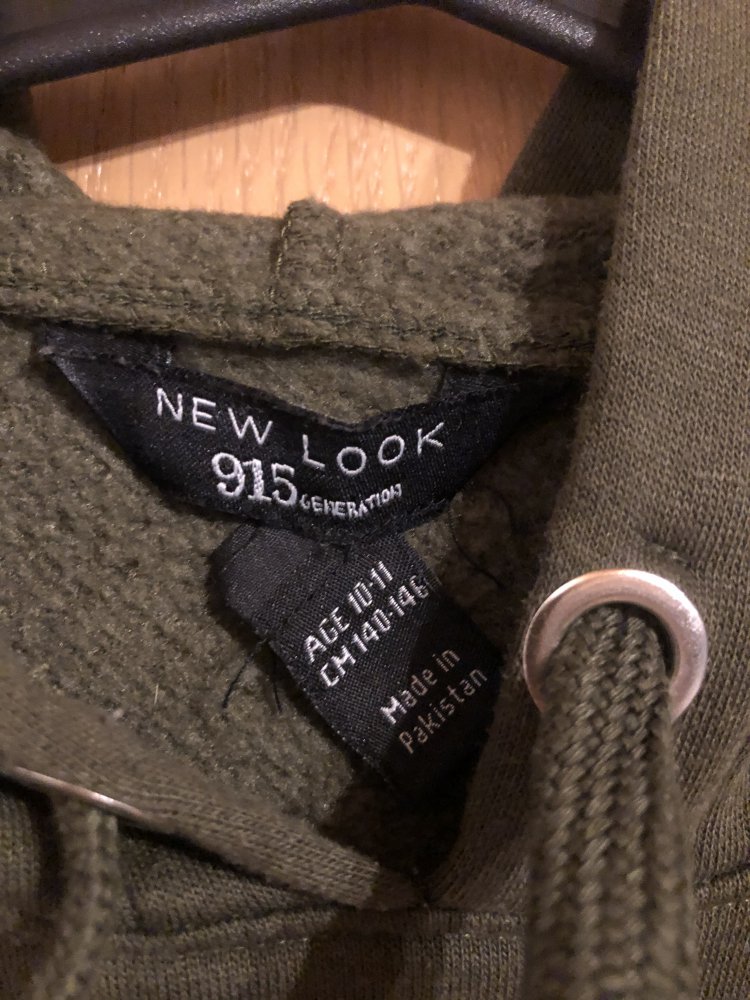 NEW LOOK
915 GENERATION
AGE 10-11
CM 140-146
Made in
Pakistan